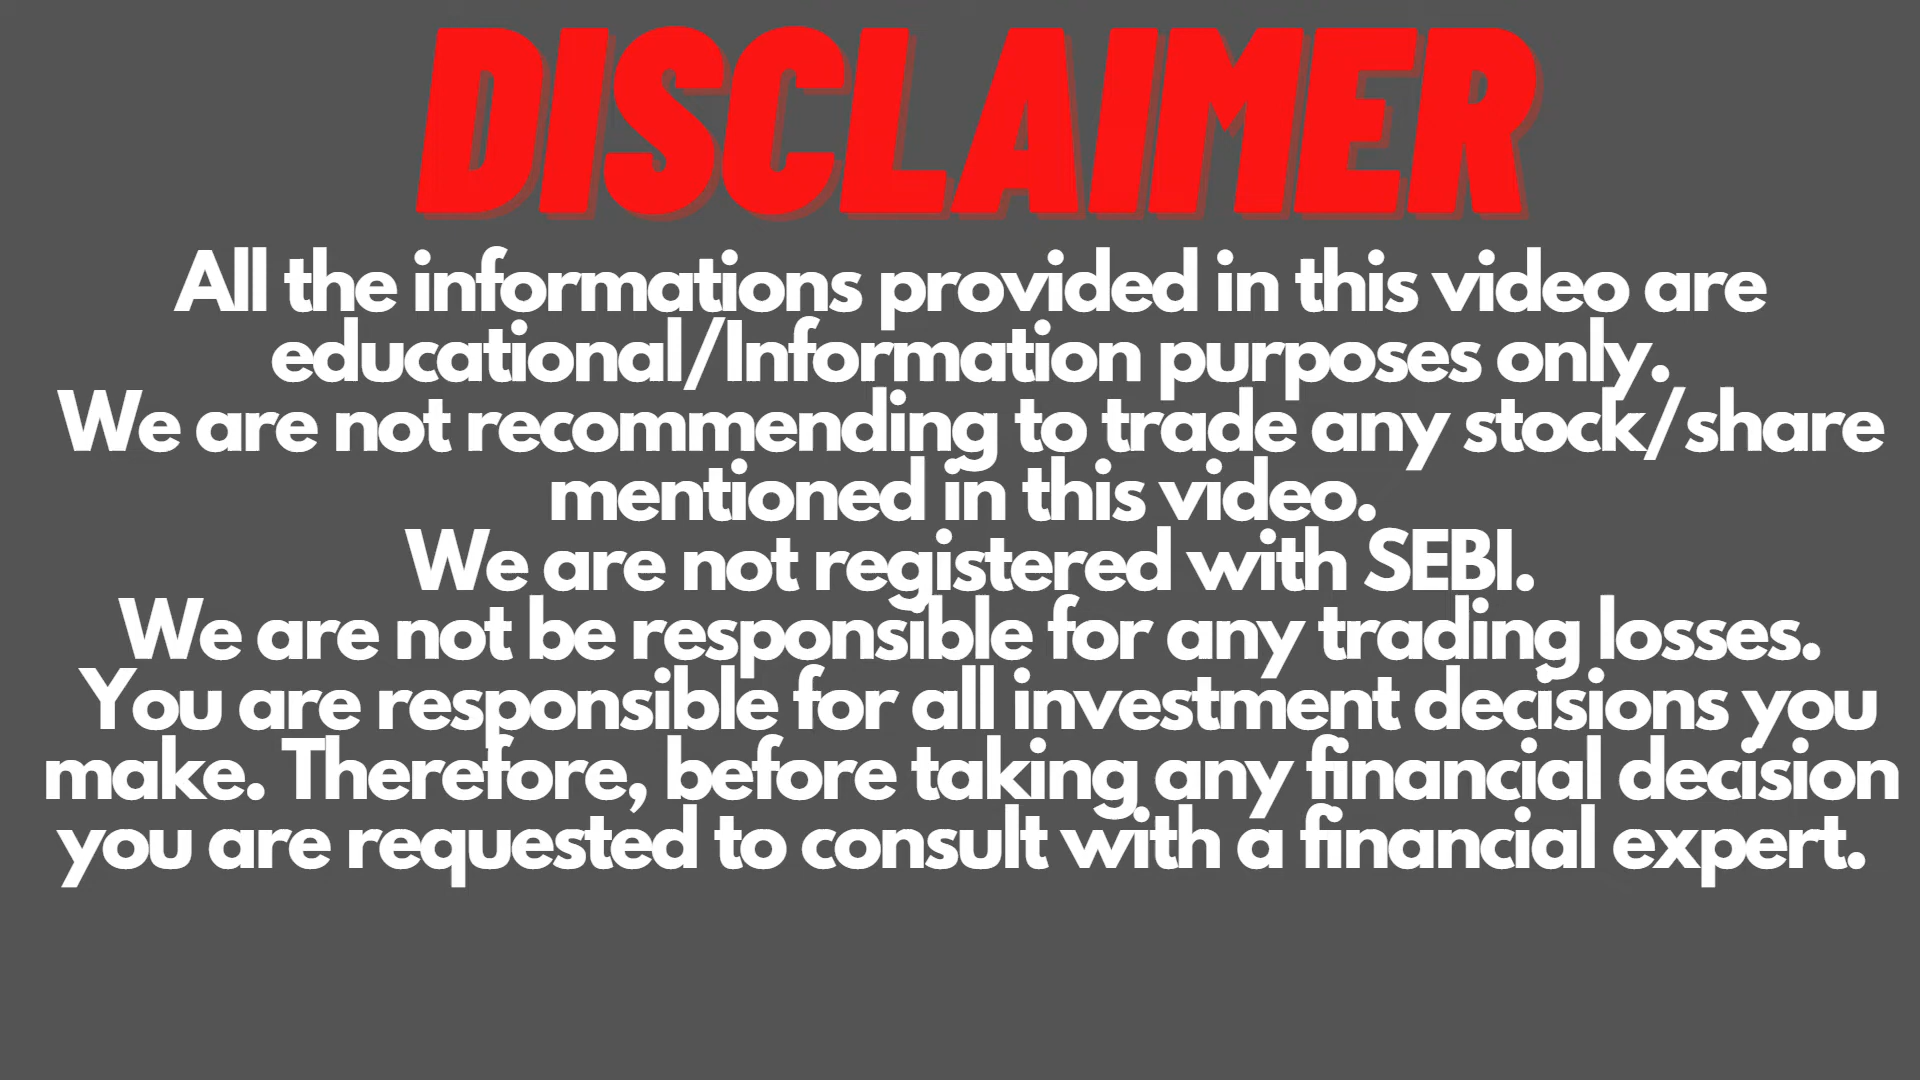 DISCLAIMER
All the informations provided in this video are
educational/Information purposes only.
We are not recommending to trade any stock/share
mentioned in this video.
We are not registered with SEBI.
We are not be responsible for any trading losses.
You are responsible for all investment decisions you
make. Therefore, before taking any financial decision
you are requested to consult with a financial expert.